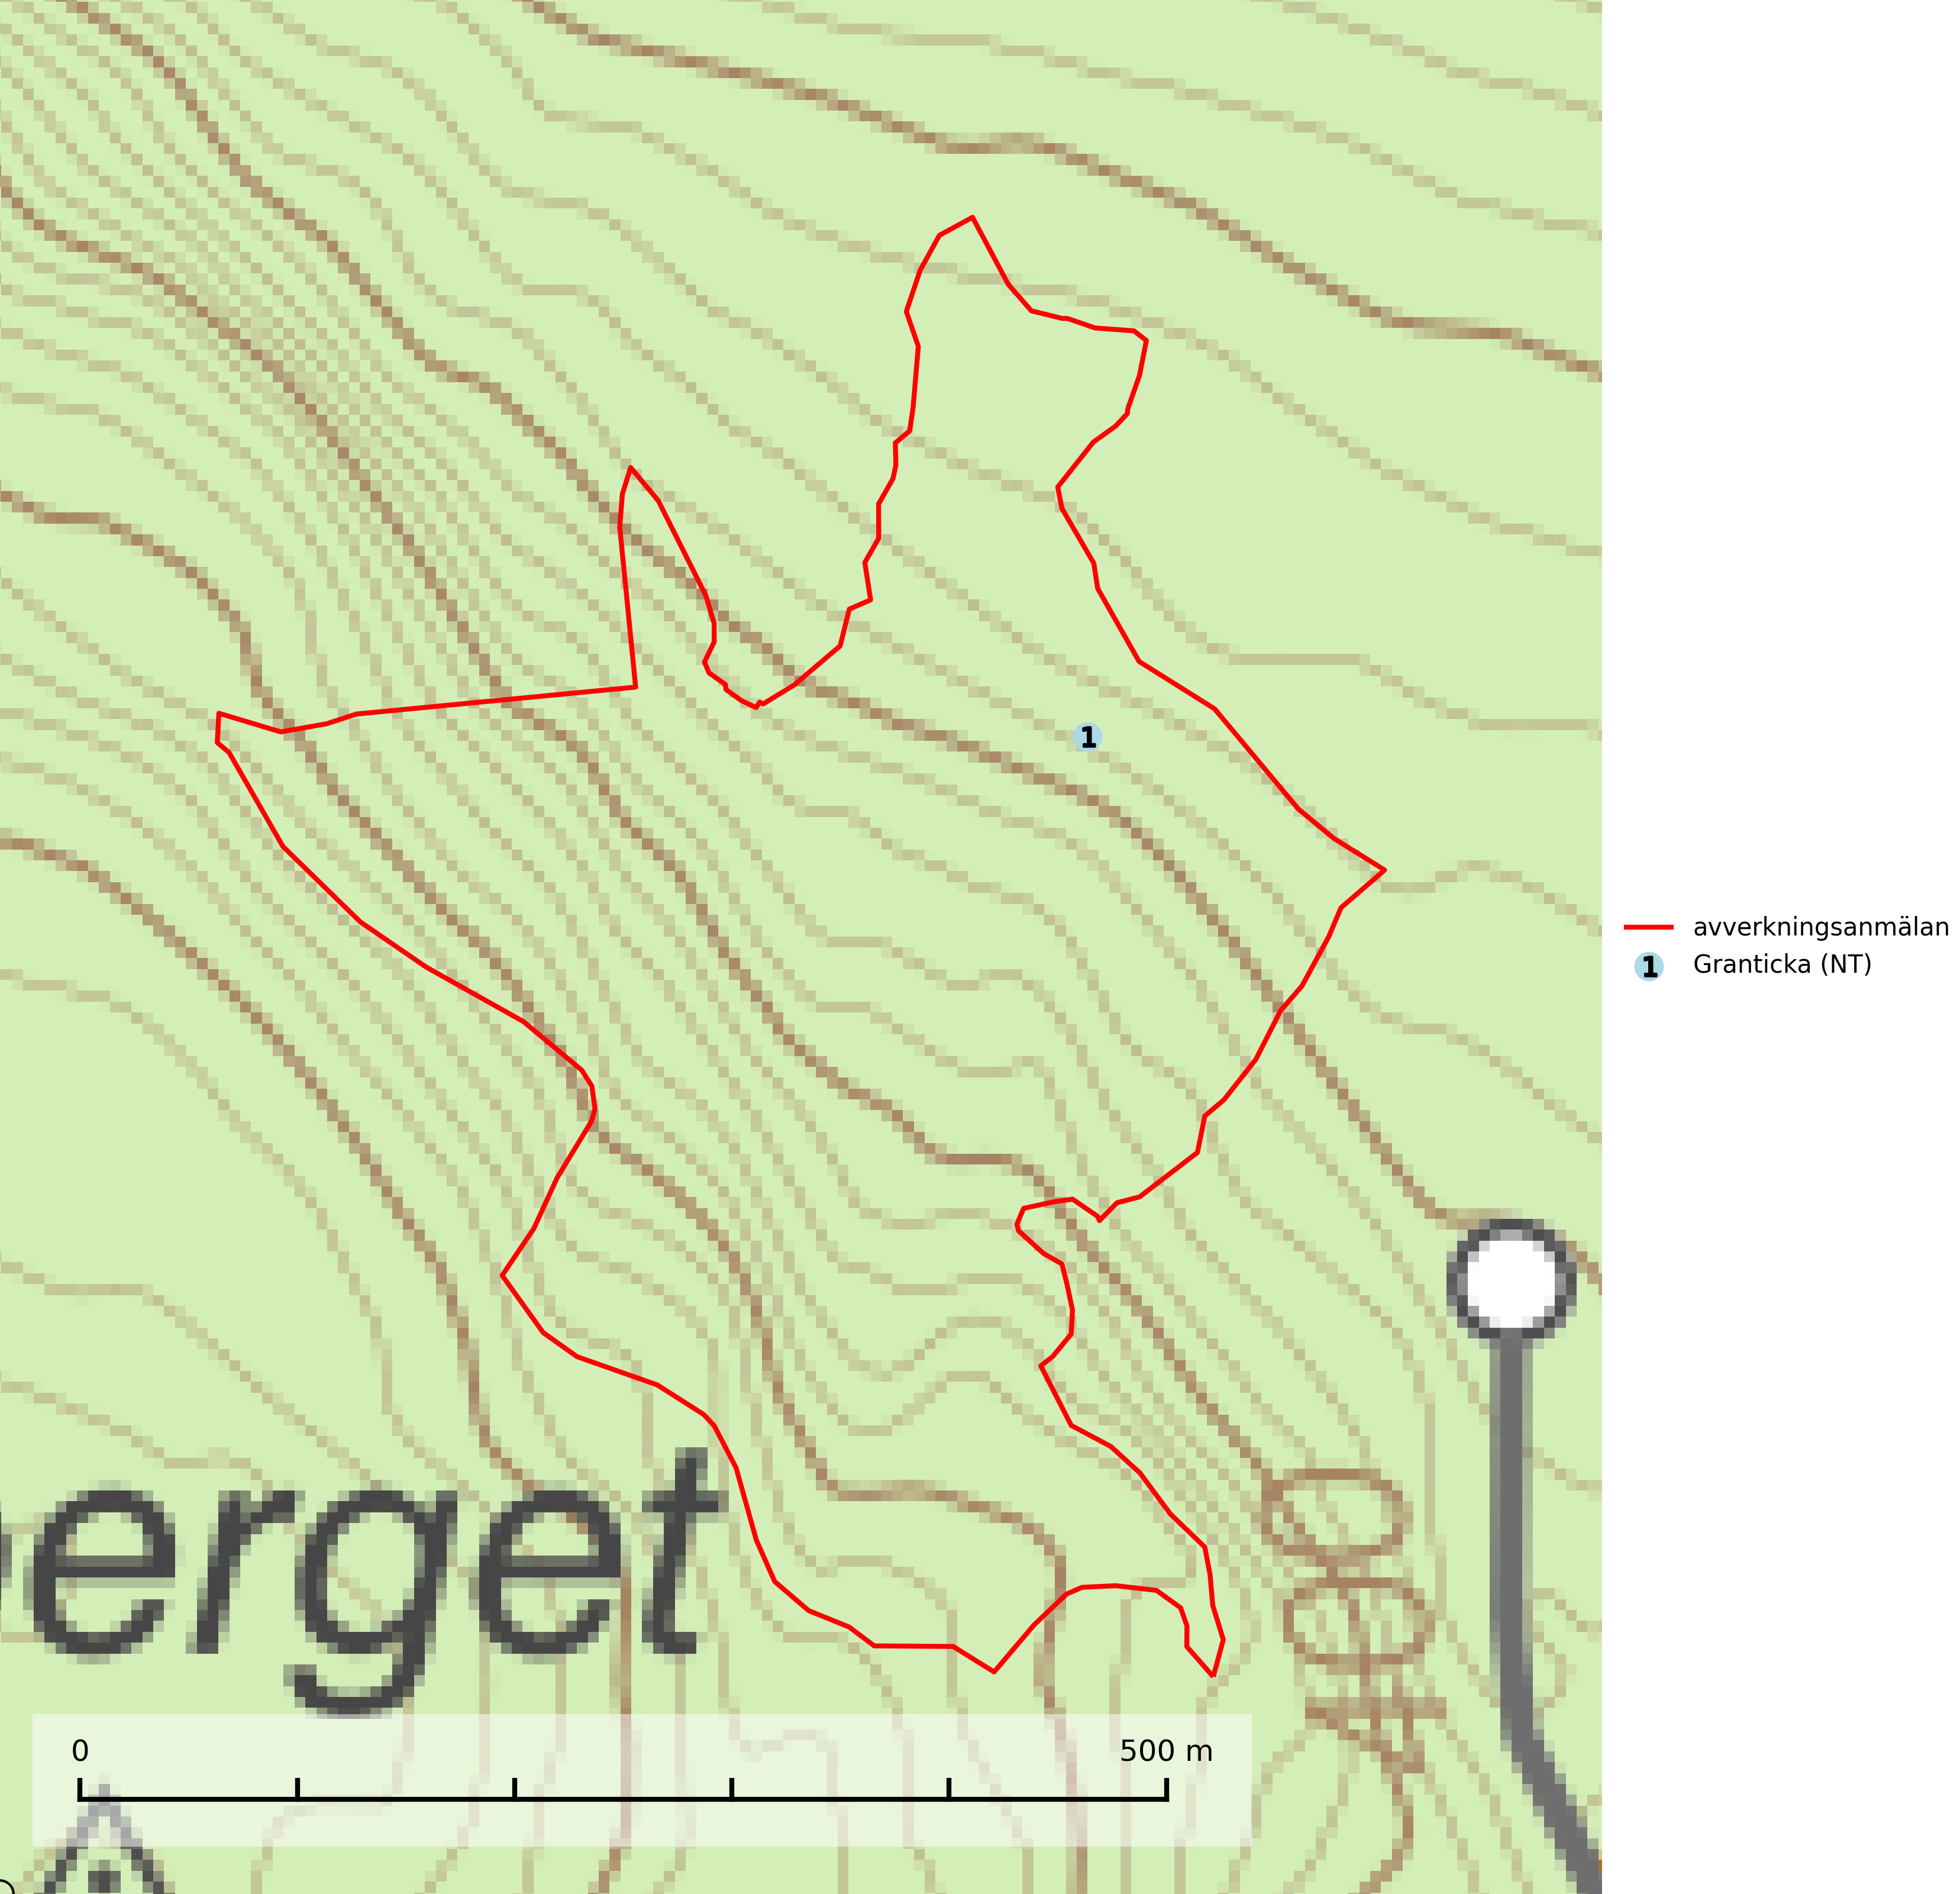 avverkningsanmälan
1
1 Granticka (NT)
erget
0 500 m